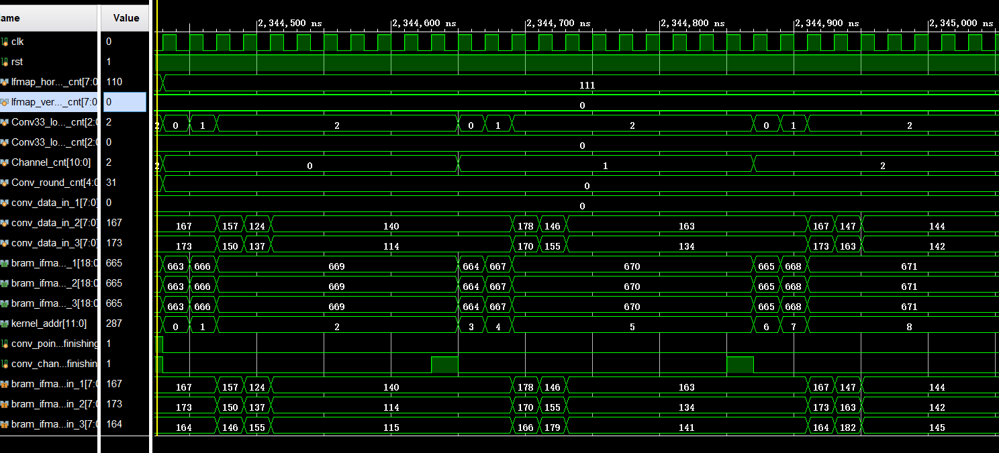 ame Value
2,344,500 ns 2,344,600 ns 2,344,700 ns 2,344,800 ns 2,344,900 ns 2,345,000 ns
clk 0
rst 1
Ifmap_hor..._cnt[7:0 110 111
Ifmap_ver..._cnt[7:0 0 0
Conv33_lo..._cnt[2:0 2 2 0 1 2 0 1 2 0 1 2
Conv33_lo..._cnt[2:0 0 0
Channel_cnt[10:0] 2 2 0 1 2
Conv_round_cnt[4:0 31 0
conv_data_in_1[7:0] 0 0
conv_data_in_2[7:0] 167 167 157 124 140 178 146 163 167 147 144
conv_data_in_3[7:0] 173 173 150 137 114 170 155 134 173 163 142
bram_ifma..._1[18:0 665 663 666 669 664 667 670 665 668 671
bram_ifma..._2[18:0 665 663 666 669 664 667 670 665 668 671
bram_ifma..._3[18:0 665 663 666 669 664 667 670 665 668 671
kernel_addr[11:0] 287 0 1 2 3 4 5 6 7 8
conv_poin...finishing 1
conv_chan...finishin 1
bram_ifma...in_1[7:0 167 167 157 124 140 178 146 163 167 147 144
bram_ifma...in_2[7:0 173 173 150 137 114 170 155 134 173 163 142
bram_ifma...in_3[7:0 164 164 146 155 115 166 179 141 164 182 145